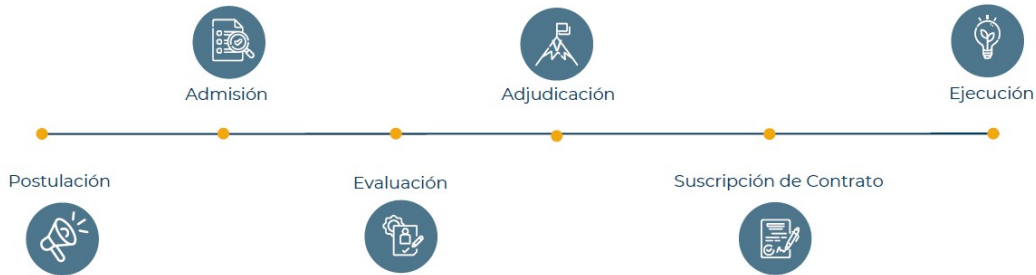 Admisión
Adjudicación
Ejecución
Postulación
Evaluación
Suscripción de Contrato